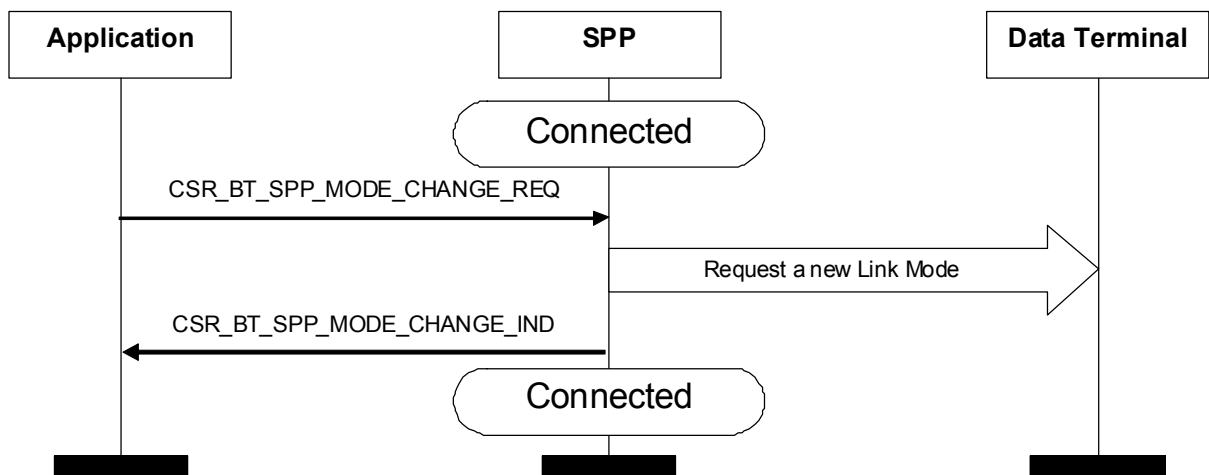 Application
SPP
Data Terminal
Connected
CSR_BT_SPP_MODE_CHANGE_REQ
Request a new Link Mode
CSR_BT_SPP_MODE_CHANGE_IND
Connected